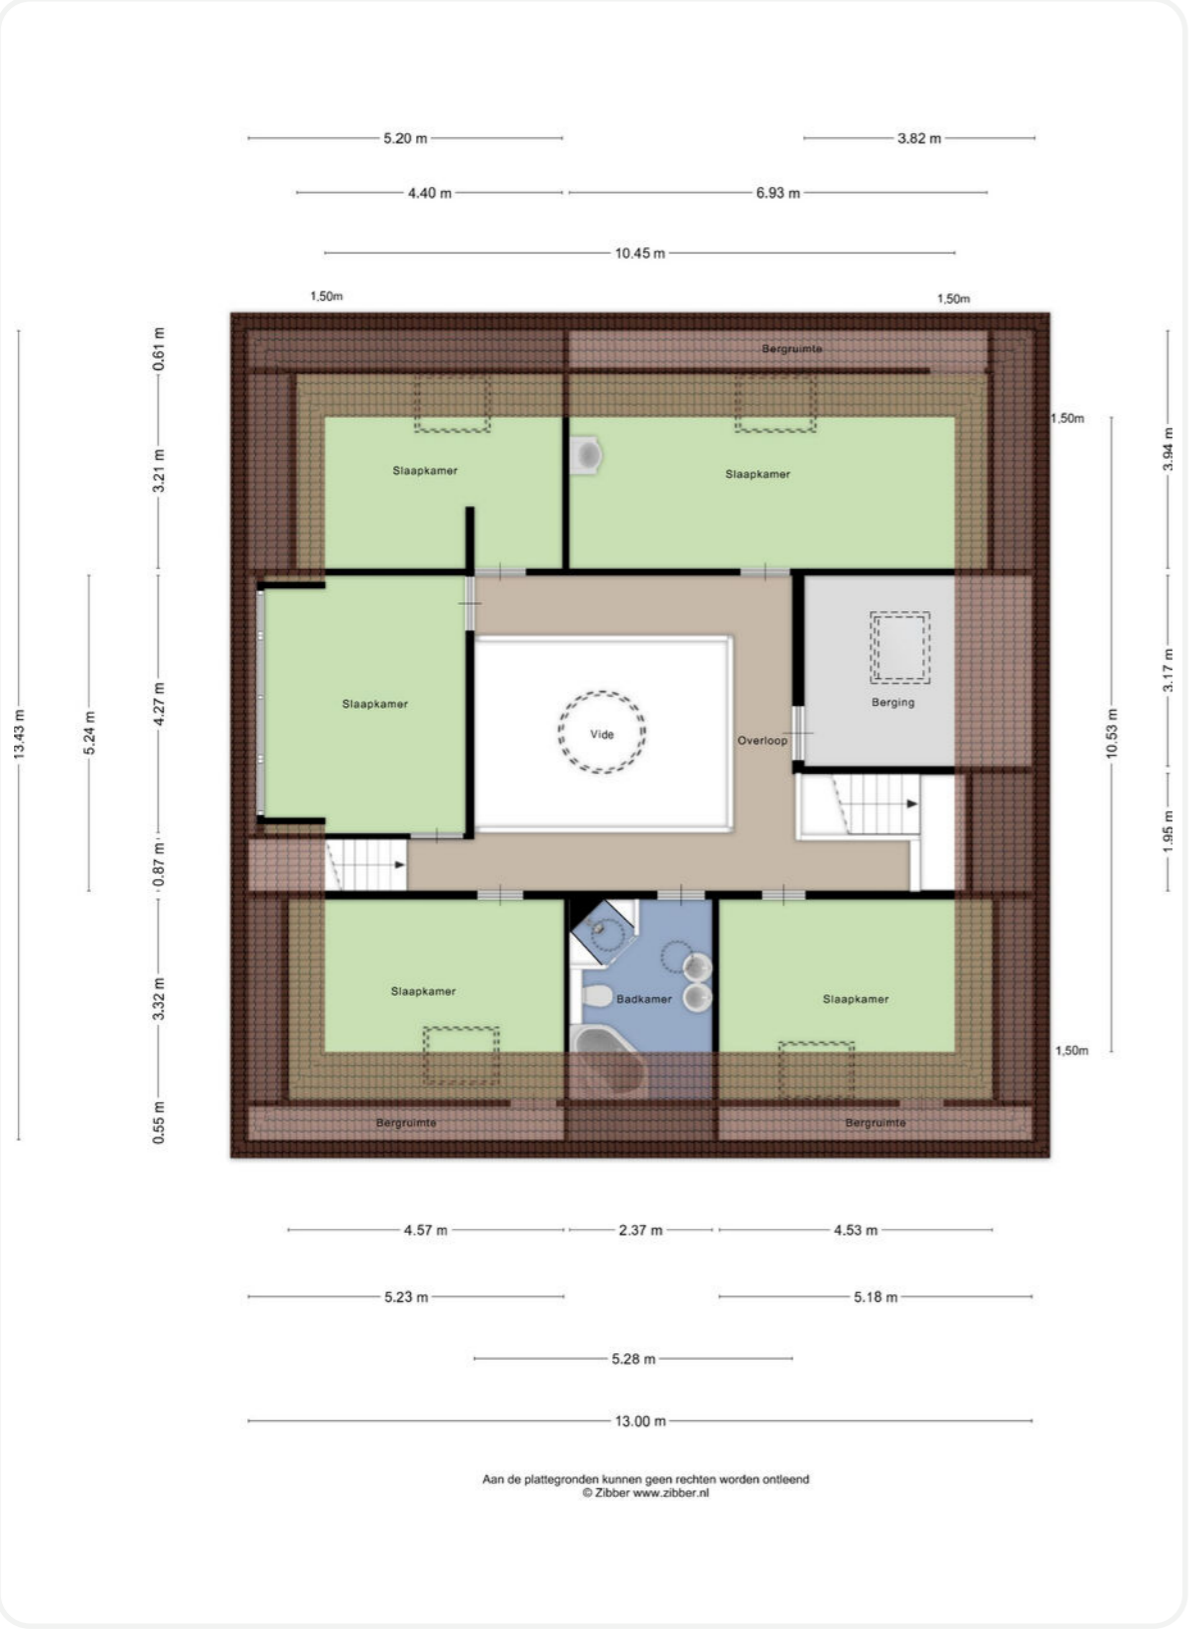 5.20 m
3.82 m
4.40 m
6.93 m
10.45 m
1,50m
1,50m
0.61 m
Bergruimte
1,50m
3.21 m
Slaapkamer
Slaapkamer
3.94 m
13.43 m
5.24 m
4.27 m
Slaapkamer
Vide
Overloop
Berging
3.17 m
10.53 m
0.87 m
1.95 m
3.32 m
Slaapkamer
Badkamer
Slaapkamer
1,50m
0.55 m
Bergruimte
Bergruimte
4.57 m
2.37 m
4.53 m
5.23 m
5.18 m
5.28 m
13.00 m
Aan de plattegronden kunnen geen rechten worden ontleend
© Zibber www.zibber.nl